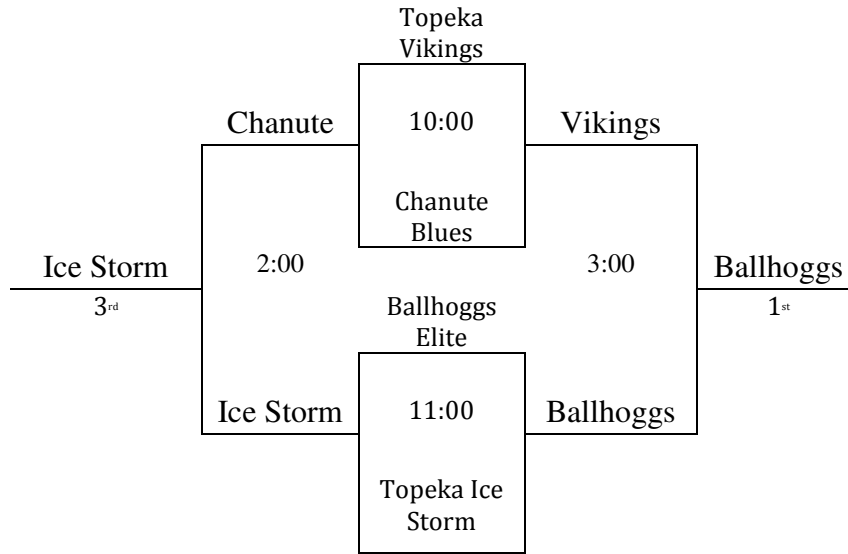 Topeka
Vikings
Chanute 10:00 Vikings
Chanute
Blues
Ice Storm 2:00 3:00 Ballhoggs
3rd Ballhoggs 1st
Elite
Ice Storm 11:00 Ballhoggs
Topeka Ice
Storm